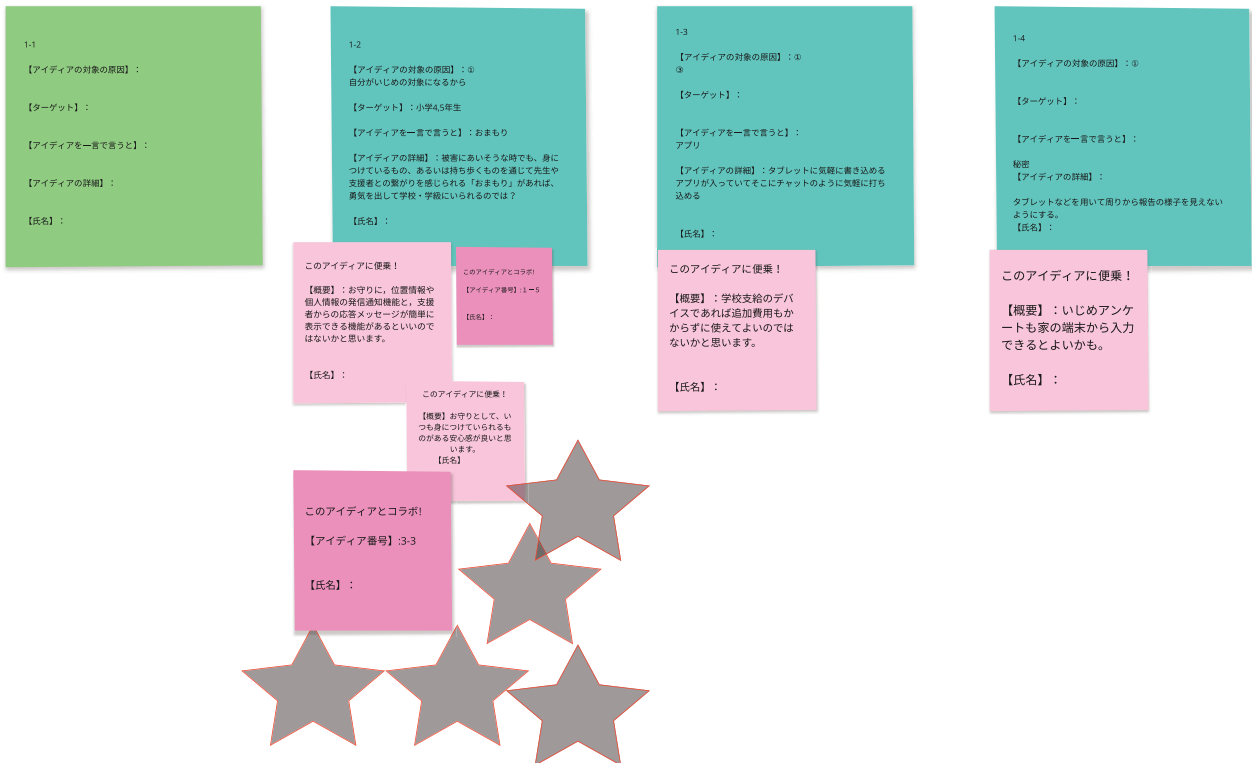 1-1
【アイディアの対象の原因】：
【ターゲット】：
【アイディアを一言で言うと】：
【アイディアの詳細】：
【氏名】：
1-2
【アイディアの対象の原因】：①
自分がいじめの対象になるから
【ターゲット】：小学4,5年生
【アイディアを一言で言うと】：おまもり
【アイディアの詳細】：被害にあいそうな時でも、身に
つけているもの、あるいは持ち歩くものを通じて先生や
支援者との繋がりを感じられる「おまもり」があれば、
勇気を出して学校・学級にいられるのでは？
【氏名】：
このアイディアに便乗！
【概要】：お守りに，位置情報や
個人情報の発信通知機能と，支援
者からの応答メッセージが簡単に
表示できる機能があるといいので
はないかと思います。
【氏名】：
このアイディアとコラボ!
【アイディア番号】:１ー５
【氏名】：
このアイディアに便乗！
【概要】お守りとして、い
つも身につけていられるも
のがある安心感が良いと思
います。
【氏名】
このアイディアとコラボ!
【アイディア番号】:3-3
【氏名】：
1-3
【アイディアの対象の原因】：①
③
【ターゲット】：
【アイディアを一言で言うと】：
アプリ
【アイディアの詳細】：タブレットに気軽に書き込める
アプリが入っていてそこにチャットのように気軽に打ち
込める
【氏名】：
このアイディアに便乗！
【概要】：学校支給のデバ
イスであれば追加費用もか
からずに使えてよいのでは
ないかと思います。
【氏名】：
1-4
【アイディアの対象の原因】：①
【ターゲット】：
【アイディアを一言で言うと】：
秘密
【アイディアの詳細】：
タブレットなどを用いて周りから報告の様子を見えない
ようにする。
【氏名】：
このアイディアに便乗！
【概要】：いじめアンケ
ートも家の端末から入力
できるとよいかも。
【氏名】：